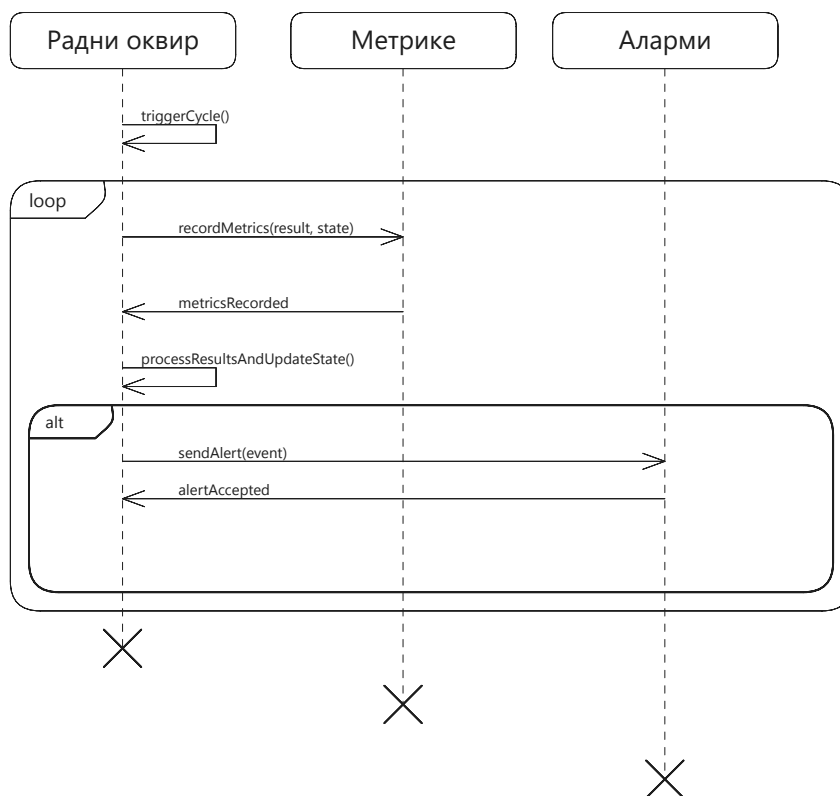 Радни оквир
Метрике
Аларми
triggerCycle()
loop
recordMetrics(result, state)
metricsRecorded
processResultsAndUpdateState()
alt
sendAlert(event)
alertAccepted